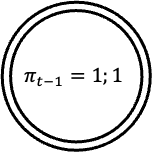 π_{t−1} = 1; 1